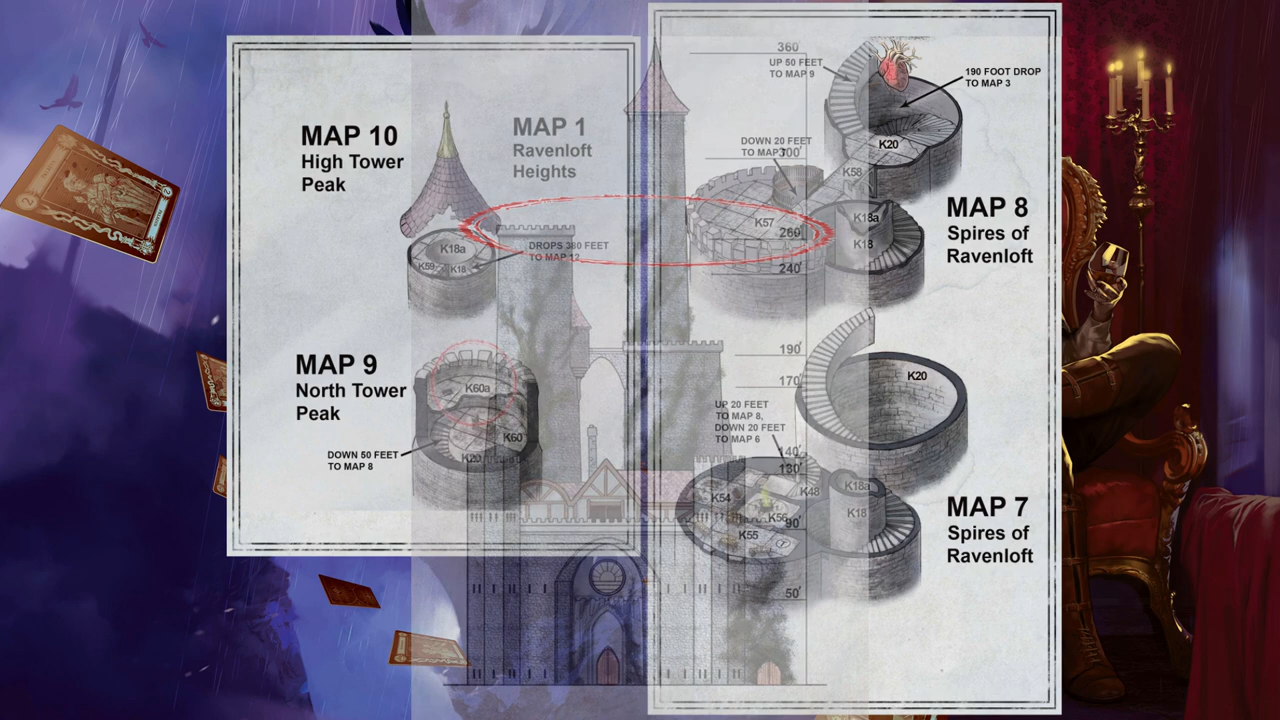 MAP 10
High Tower
Peak
K18a
K59
K18
DROPS 380 FEET
TO MAP 12
MAP 9
North Tower
Peak
K60a
K60
K20
DOWN 50 FEET
TO MAP 8
MAP 1
Ravenloft
Heights
360'
300'
260'
240'
190'
170'
140'
130'
90'
50'
UP 50 FEET
TO MAP 9
190 FOOT DROP
TO MAP 3
K20
DOWN 20 FEET
TO MAP
K58
K57
K18a
K18
MAP 8
Spires of
Ravenloft
K20
UP 20 FEET
TO MAP 8,
DOWN 20 FEET
TO MAP 6
K54
K48
K18a
K56
K18
K55
T
MAP 7
Spires of
Ravenloft
2
2